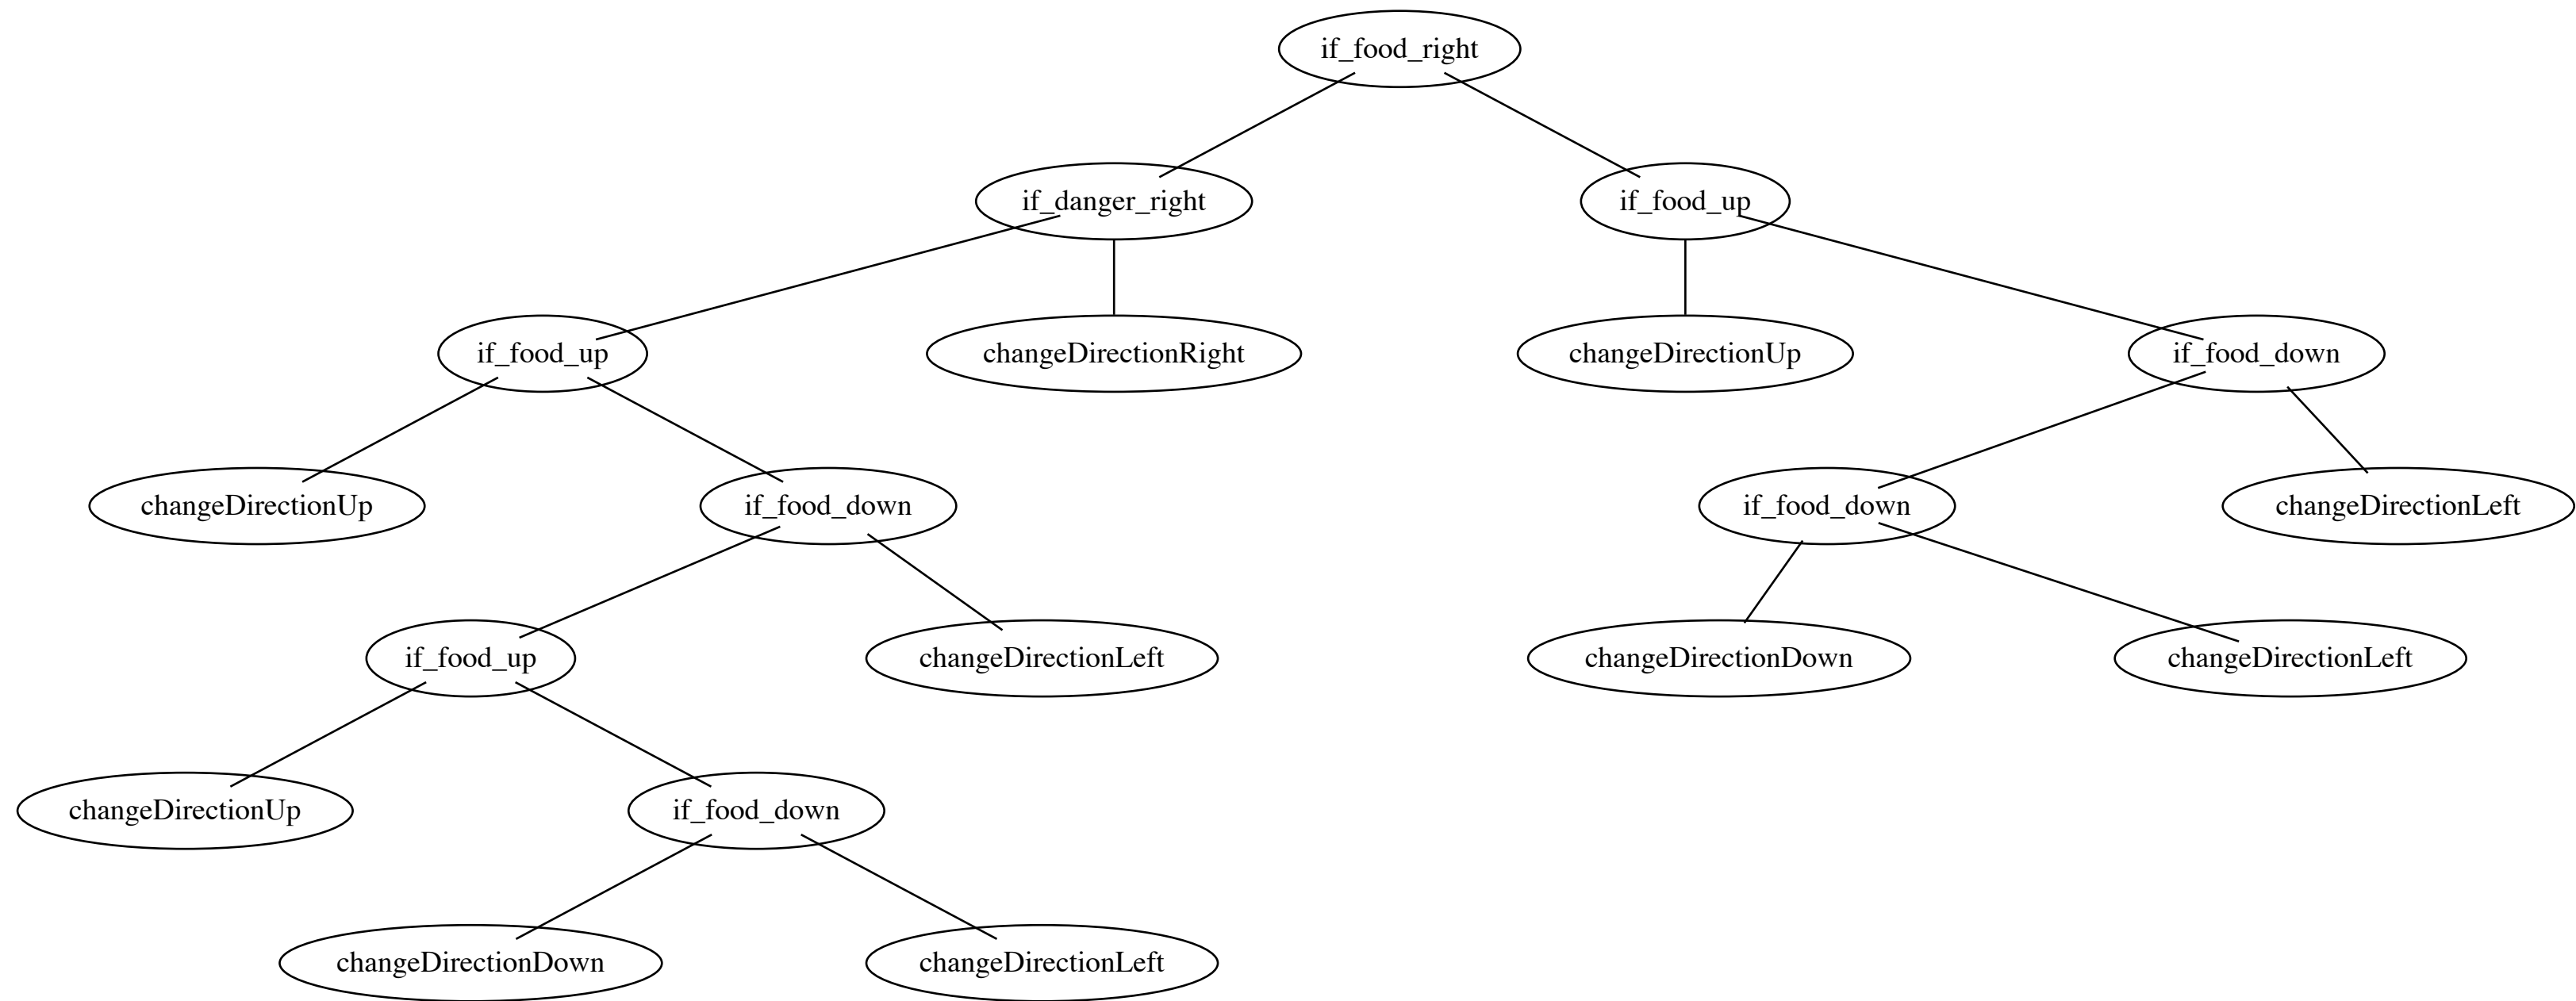 if_food_right
if_danger_right
if_food_up
if_food_up
changeDirectionRight
changeDirectionUp
if_food_down
changeDirectionUp
if_food_down
if_food_down
changeDirectionLeft
if_food_up
changeDirectionLeft
changeDirectionDown
changeDirectionLeft
changeDirectionUp
if_food_down
changeDirectionDown
changeDirectionLeft